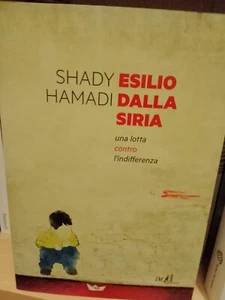 SHADY ESILIO
HAMADI DALLA
SIRIA
una lotta
contro
l'indifferenza